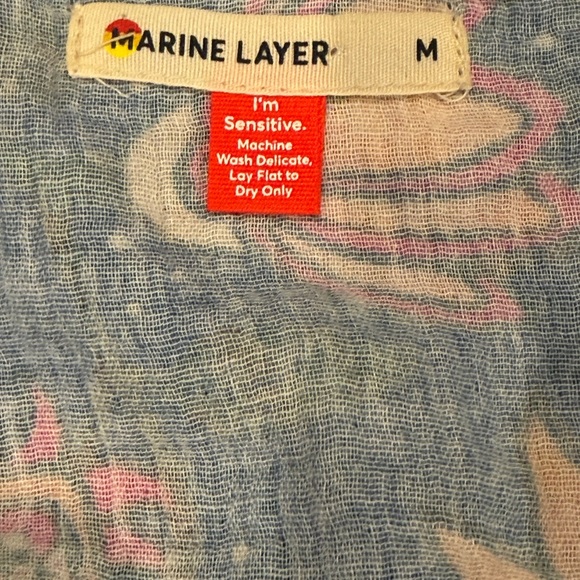 MARINE LAYER M
I'm
Sensitive.
Machine
Wash Delicate,
Lay Flat to
Dry Only